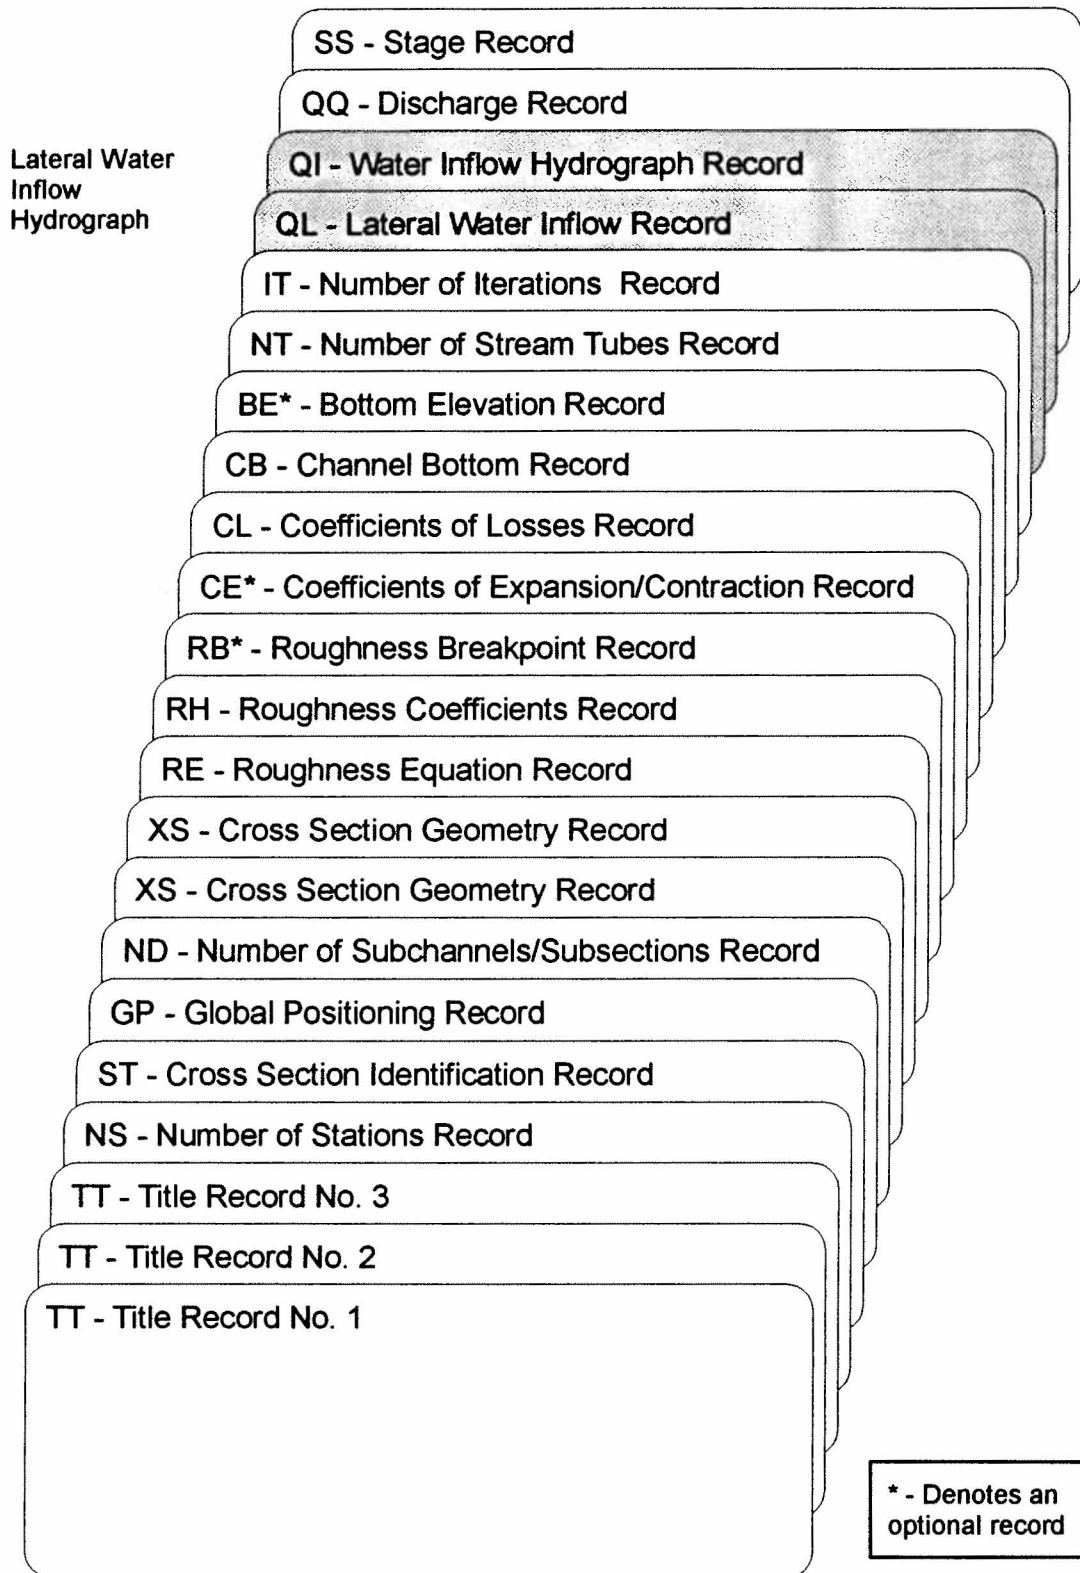 SS - Stage Record
QQ - Discharge Record
Lateral Water
Inflow
Hydrograph
QI - Water Inflow Hydrograph Record
QL - Lateral Water Inflow Record
IT - Number of Iterations Record
NT - Number of Stream Tubes Record
BE* - Bottom Elevation Record
CB - Channel Bottom Record
CL - Coefficients of Losses Record
CE* - Coefficients of Expansion/Contraction Record
RB* - Roughness Breakpoint Record
RH - Roughness Coefficients Record
RE - Roughness Equation Record
XS - Cross Section Geometry Record
XS - Cross Section Geometry Record
ND - Number of Subchannels/Subsections Record
GP - Global Positioning Record
ST - Cross Section Identification Record
NS - Number of Stations Record
TT - Title Record No. 3
TT - Title Record No. 2
TT - Title Record No. 1
* - Denotes an
optional record